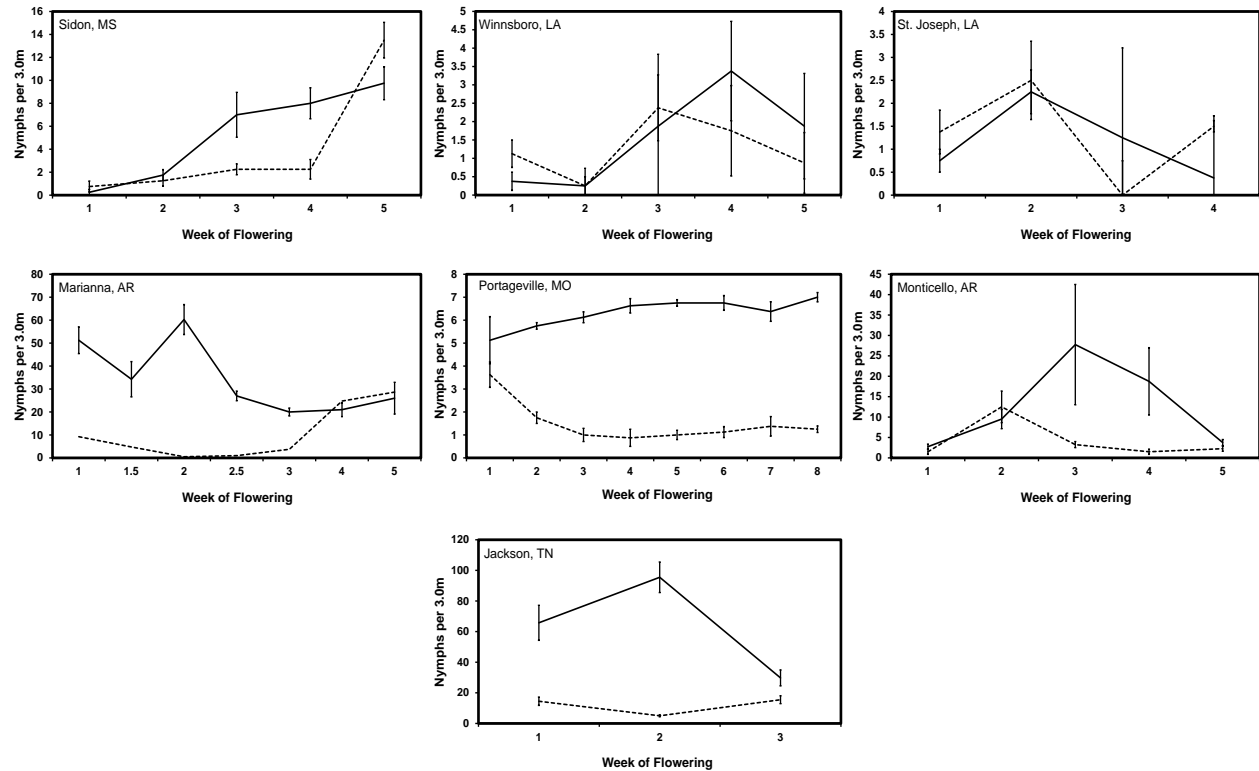 Sidon, MS
Nymphs per 3.0m
16
14
12
10
8
6
4
2
0
1 2 3 4 5
Week of Flowering
Winnsboro, LA
Nymphs per 3.0m
5
4.5
4
3.5
3
2.5
2
1.5
1
0.5
0
1 2 3 4 5
Week of Flowering
St. Joseph, LA
Nymphs per 3.0m
4
3.5
3
2.5
2
1.5
1
0.5
0
1 2 3 4
Week of Flowering
Marianna, AR
Nymphs per 3.0m
80
70
60
50
40
30
20
10
0
1 1.5 2 2.5 3 4 5
Week of Flowering
Portageville, MO
Nymphs per 3.0m
8
7
6
5
4
3
2
1
0
1 2 3 4 5 6 7 8
Week of Flowering
Monticello, AR
Nymphs per 3.0m
45
40
35
30
25
20
15
10
5
0
1 2 3 4 5
Week of Flowering
Jackson, TN
Nymphs per 3.0m
120
100
80
60
40
20
0
1 2 3
Week of Flowering